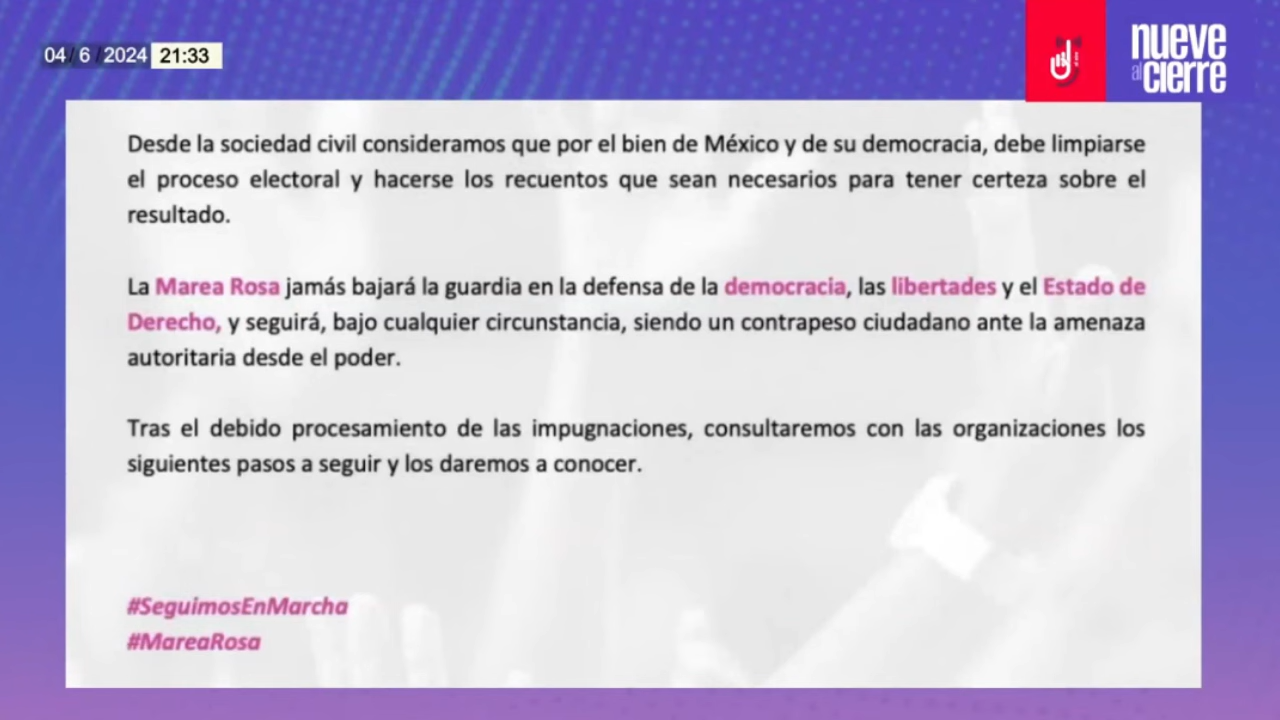 04 / 6 / 2024 21:33
nueve
al
CIERRE
Desde la sociedad civil consideramos que por el bien de México y de su democracia, debe limpiarse
el proceso electoral y hacerse los recuentos que sean necesarios para tener certeza sobre el
resultado.
La Marea Rosa jamás bajará la guardia en la defensa de la democracia, las libertades y el Estado de
Derecho, y seguirá, bajo cualquier circunstancia, siendo un contrapeso ciudadano ante la amenaza
autoritaria desde el poder.
Tras el debido procesamiento de las impugnaciones, consultaremos con las organizaciones los
siguientes pasos a seguir y los daremos a conocer.
#SeguimosEnMarcha
#MareaRosa